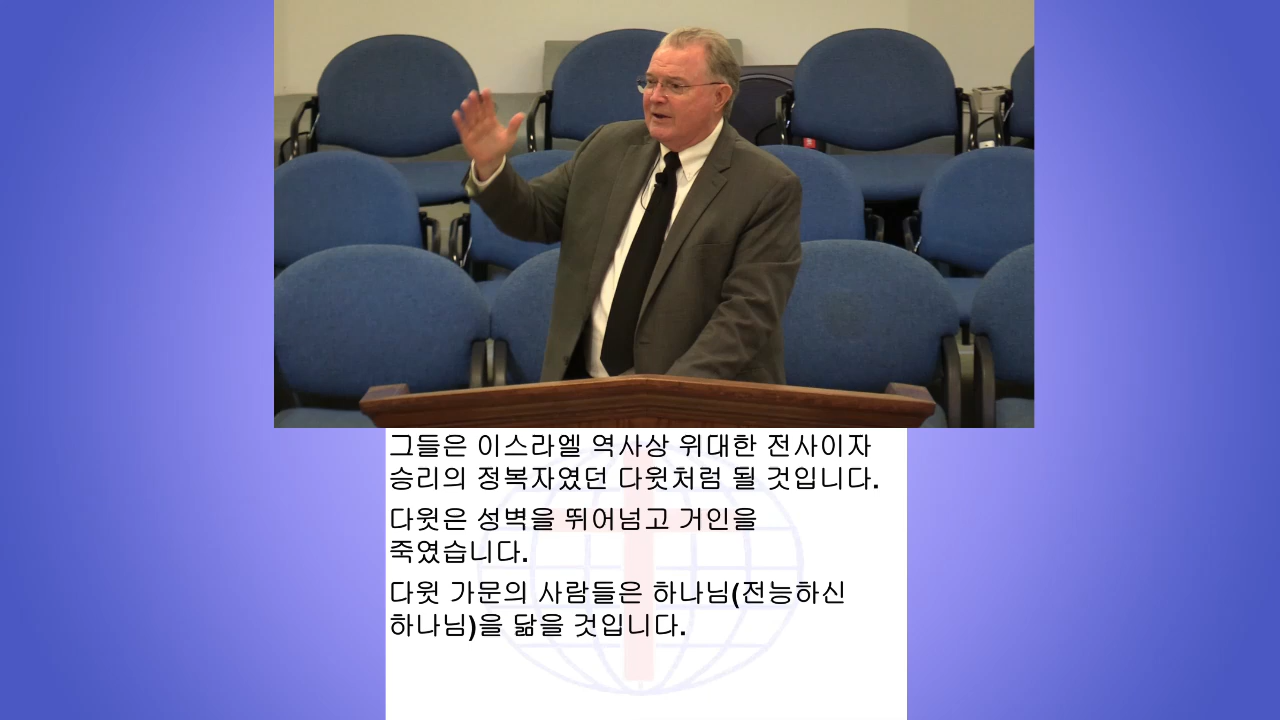 그들은 이스라엘 역사상 위대한 전사이자
승리의 정복자였던 다윗처럼 될 것입니다.
다윗은 성벽을 뛰어넘고 거인을
죽였습니다.
다윗 가문의 사람들은 하나님(전능하신
하나님)을 닮을 것입니다.